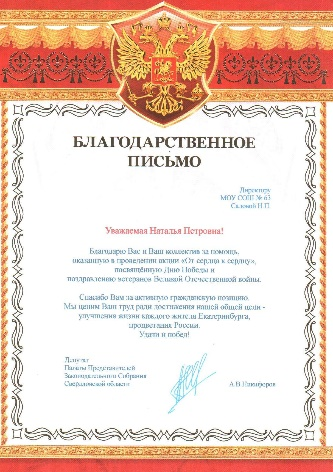 БЛАГОДАРСТВЕННОЕ
ПИСЬМО
Директору
МОУ СОШ № 63
Садовой Н.П.
Уважаемая Наталья Петровна!
Благодарю Вас и Ваш коллектив за помощь,
оказанную в проведении акции «От сердца к сердцу»,
посвящённую Дню Победы и
поздравлению ветеранов Великой Отечественной войны.
Спасибо Вам за активную гражданскую позицию.
Мы ценим Ваш труд ради достижения нашей общей цели -
улучшения жизни каждого жителя Екатеринбурга,
процветания России.
Удачи и побед!
Депутат
Палаты Представителей
Законодательного Собрания
Свердловской области
А.В.